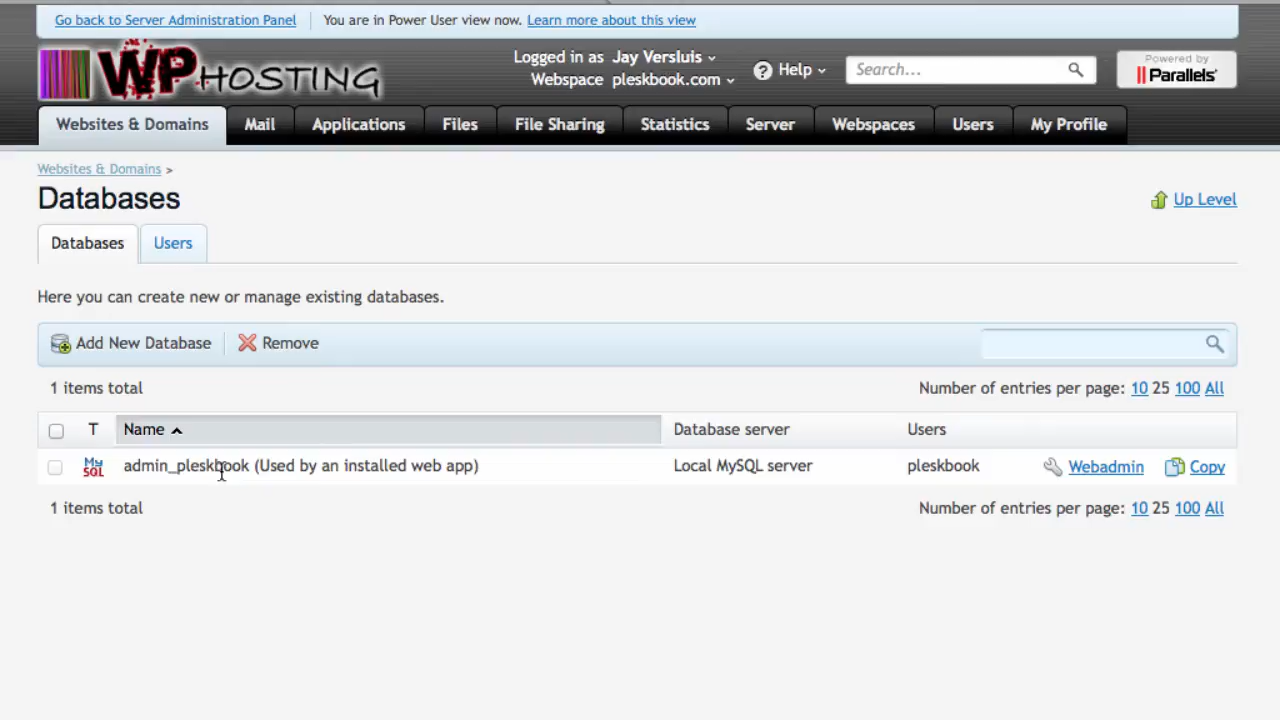 Go back to Server Administration Panel You are in Power User view now. Learn more about this view
WP HOSTING
Logged in as Jay Versluis
Webspace pleskbook.com
Help
Search...
Powered by
Parallels
Websites & Domains Mail Applications Files File Sharing Statistics Server Webspaces Users My Profile
Websites & Domains >
Databases
Up Level
Databases Users
Here you can create new or manage existing databases.
Add New Database Remove
1 items total Number of entries per page: 10 25 100 All
T Name Database server Users
My SQL admin_pleskbook (Used by an installed web app) Local MySQL server pleskbook Webadmin Copy
1 items total Number of entries per page: 10 25 100 All